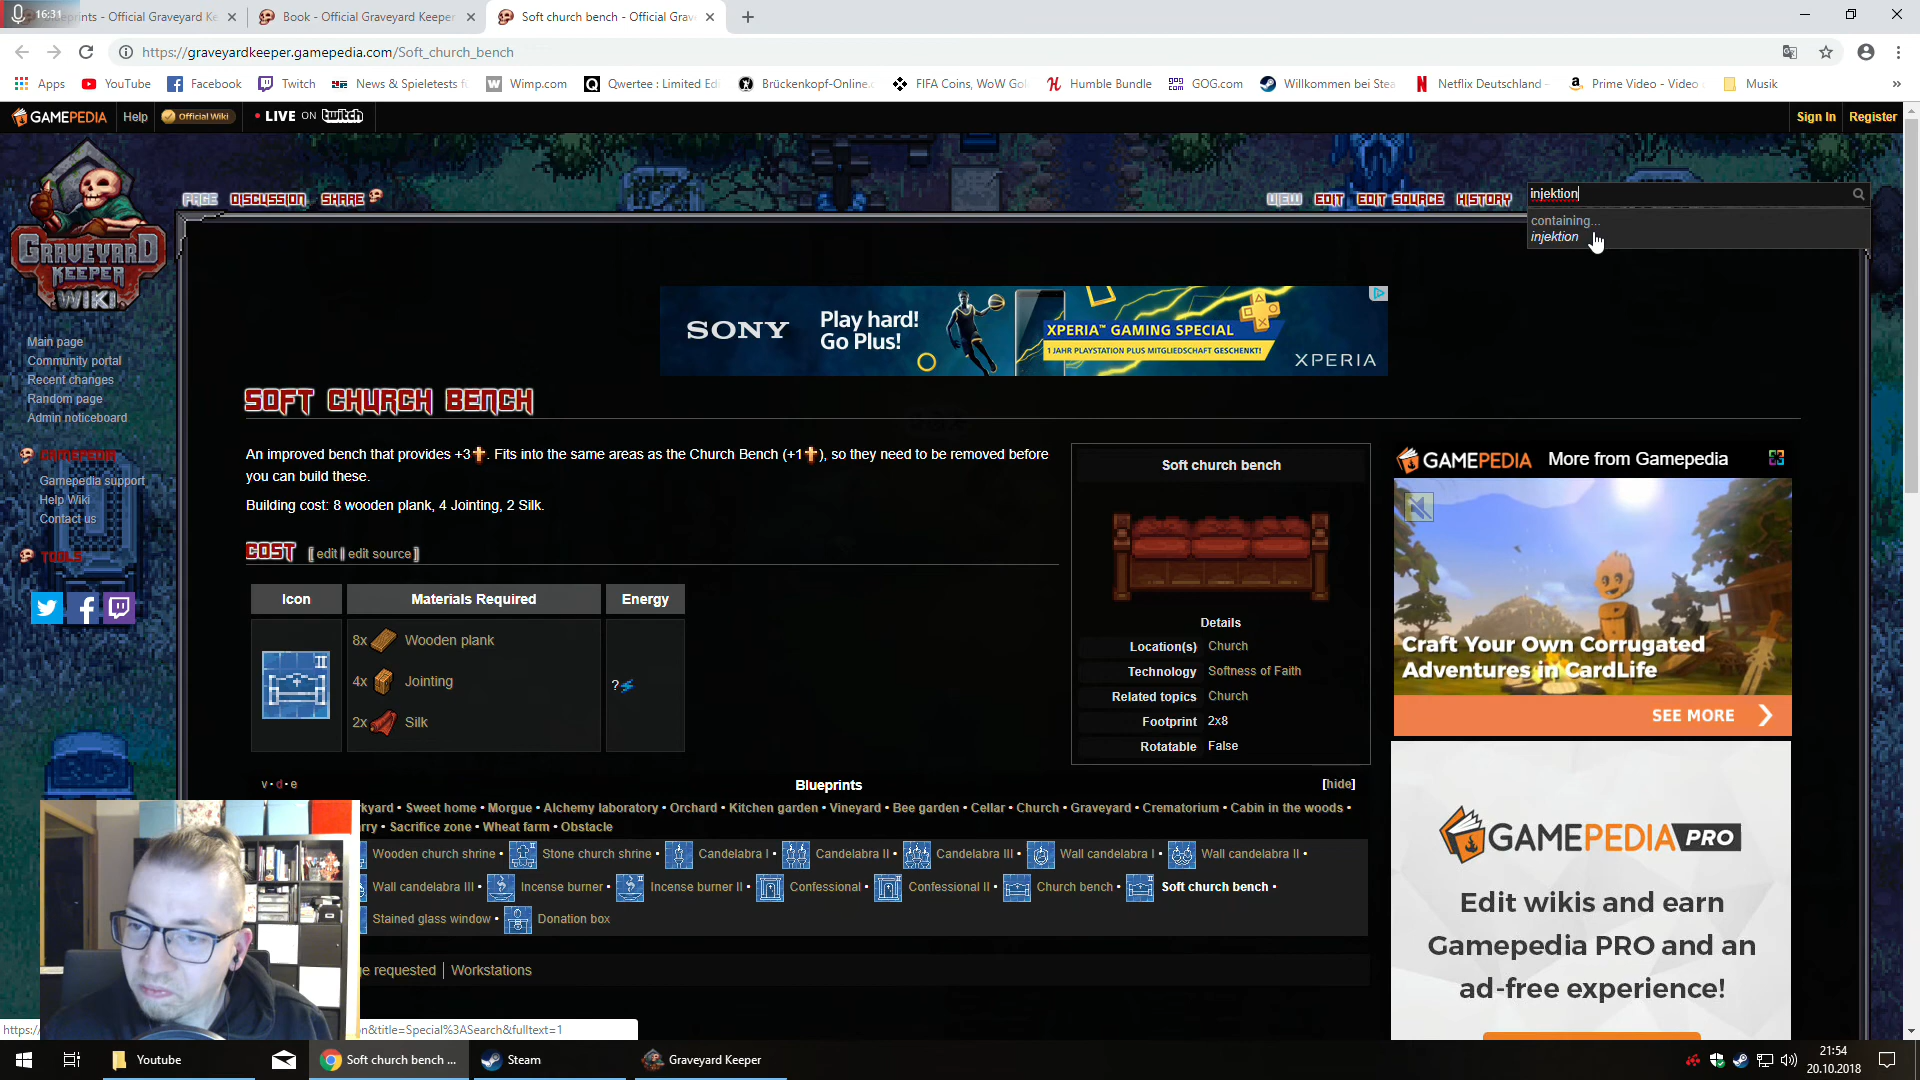 16:31
prints - Official Graveyard Ke
Book - Official Graveyard Keeper
Soft church bench - Official Grav
https://graveyardkeeper.gamepedia.com/Soft_church_bench
Apps
YouTube
Facebook
Twitch
News & Spieletests f
Wimp.com
Qwertee : Limited Edi
Brückenkopf-Online.c
FIFA Coins, WoW Gol
Humble Bundle
GOG.com
Willkommen bei Stea
Netflix Deutschland -
Prime Video - Video
Musik
GAMEPEDIA
Help
Official Wiki
LIVE ON twitch
Sign In
Register
GRAVEYARD
KEEPER
WIKI
PAGE
DISCUSSION
SHARE
VIEW
EDIT
EDIT SOURCE
HISTORY
injektion
containing...
injektion
Main page
Community portal
Recent changes
Random page
Admin noticeboard
GAMEPEDIA
Gamepedia support
Help Wiki
Contact us
TOOLS
SONY
Play hard!
Go Plus!
XPERIA™ GAMING SPECIAL
1 JAHR PLAYSTATION PLUS MITGLIEDSCHAFT GESCHENKT!
XPERIA
SOFT CHURCH BENCH
An improved bench that provides +3. Fits into the same areas as the Church Bench (+1), so they need to be removed before
you can build these.
Building cost: 8 wooden plank, 4 Jointing, 2 Silk.
COST [ edit | edit source ]
Icon
Materials Required
Energy
8x Wooden plank
4x Jointing
2x Silk
?
Soft church bench
Details
Location(s) Church
Technology Softness of Faith
Related topics Church
Footprint 2x8
Rotatable False
GAMEPEDIA More from Gamepedia
Craft Your Own Corrugated
Adventures in CardLife
SEE MORE
GAMEPEDIA PRO
Edit wikis and earn
Gamepedia PRO and an
ad-free experience!
v · d · e
Blueprints
[hide]
kyard • Sweet home • Morgue • Alchemy laboratory • Orchard • Kitchen garden • Vineyard • Bee garden • Cellar • Church • Graveyard • Crematorium • Cabin in the woods •
rry • Sacrifice zone • Wheat farm • Obstacle
Wooden church shrine • Stone church shrine • Candelabra I • Candelabra II • Candelabra III • Wall candelabra I • Wall candelabra II •
Wall candelabra III • Incense burner • Incense burner II • Confessional • Confessional II • Church bench • Soft church bench •
Stained glass window • Donation box
e requested | Workstations
https:/
n&title=Special%3ASearch&fulltext=1
Youtube
Soft church bench ...
Steam
Graveyard Keeper
21:54
20.10.2018